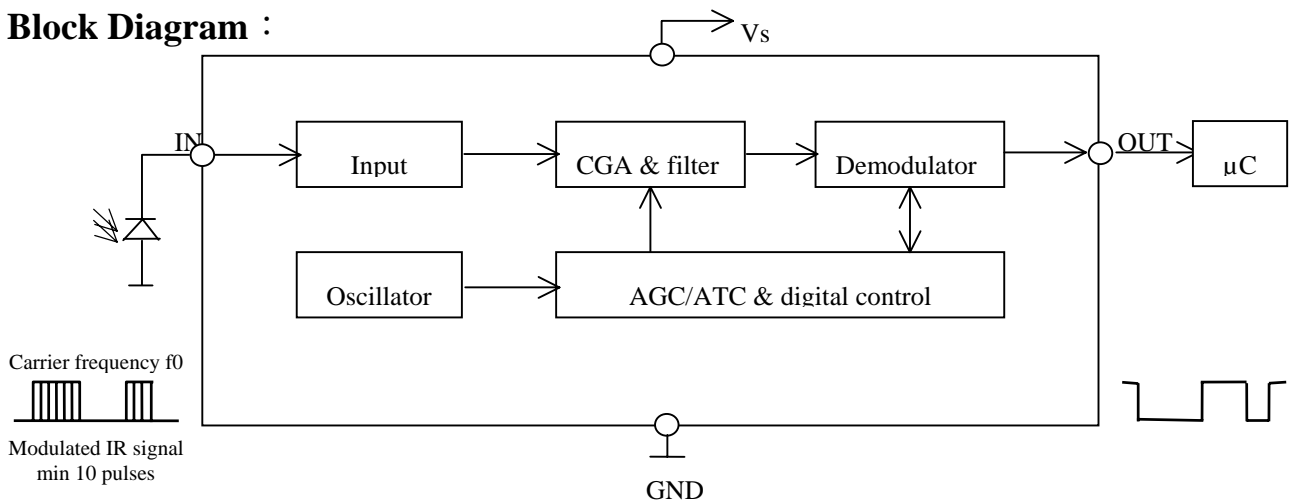 Block Diagram：
Vs
IN
Input
CGA & filter
Demodulator
OUT
µC
Oscillator
AGC/ATC & digital control
Carrier frequency f0
Modulated IR signal
min 10 pulses
GND